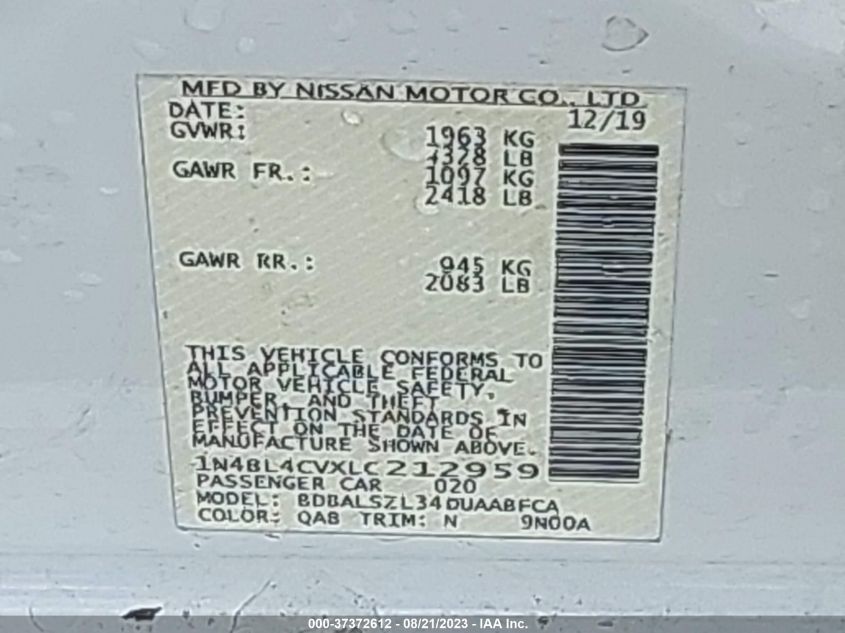 MFD BY NISSAN MOTOR CO., LTD
DATE: 12/19
GVWR: 1963 KG
4328 LB
GAWR FR.: 1097 KG
2418 LB
GAWR RR.: 945 KG
2083 LB
THIS VEHICLE CONFORMS TO
ALL APPLICABLE FEDERAL
MOTOR VEHICLE SAFETY,
BUMPER, AND THEFT
PREVENTION STANDARDS IN
EFFECT ON THE DATE OF
MANUFACTURE SHOWN ABOVE.
1N4BL4CVXLC212959
PASSENGER CAR 020
MODEL: BDBALSZL34DUAABFCA
COLOR: QAB TRIM: N 9N00A
000-37372612 - 08/21/2023 - IAA Inc.